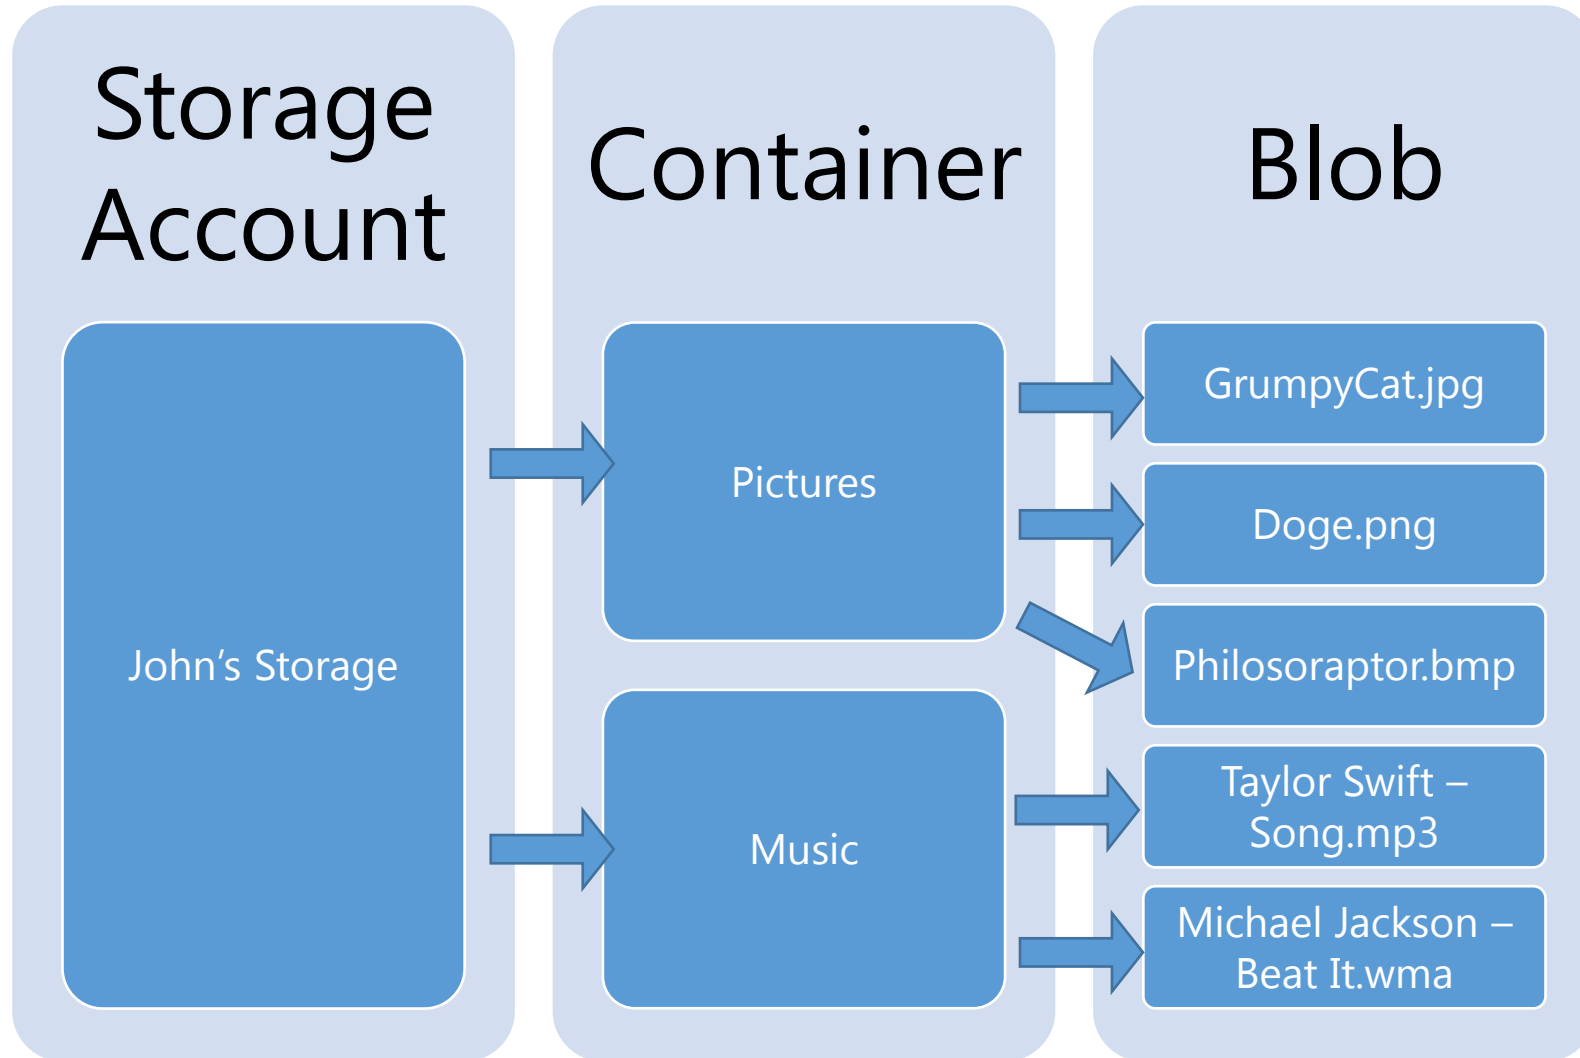 Storage
Account
Container
Blob
John’s Storage
Pictures
Music
GrumpyCat.jpg
Doge.png
Philosoraptor.bmp
Taylor Swift –
Song.mp3
Michael Jackson –
Beat It.wma